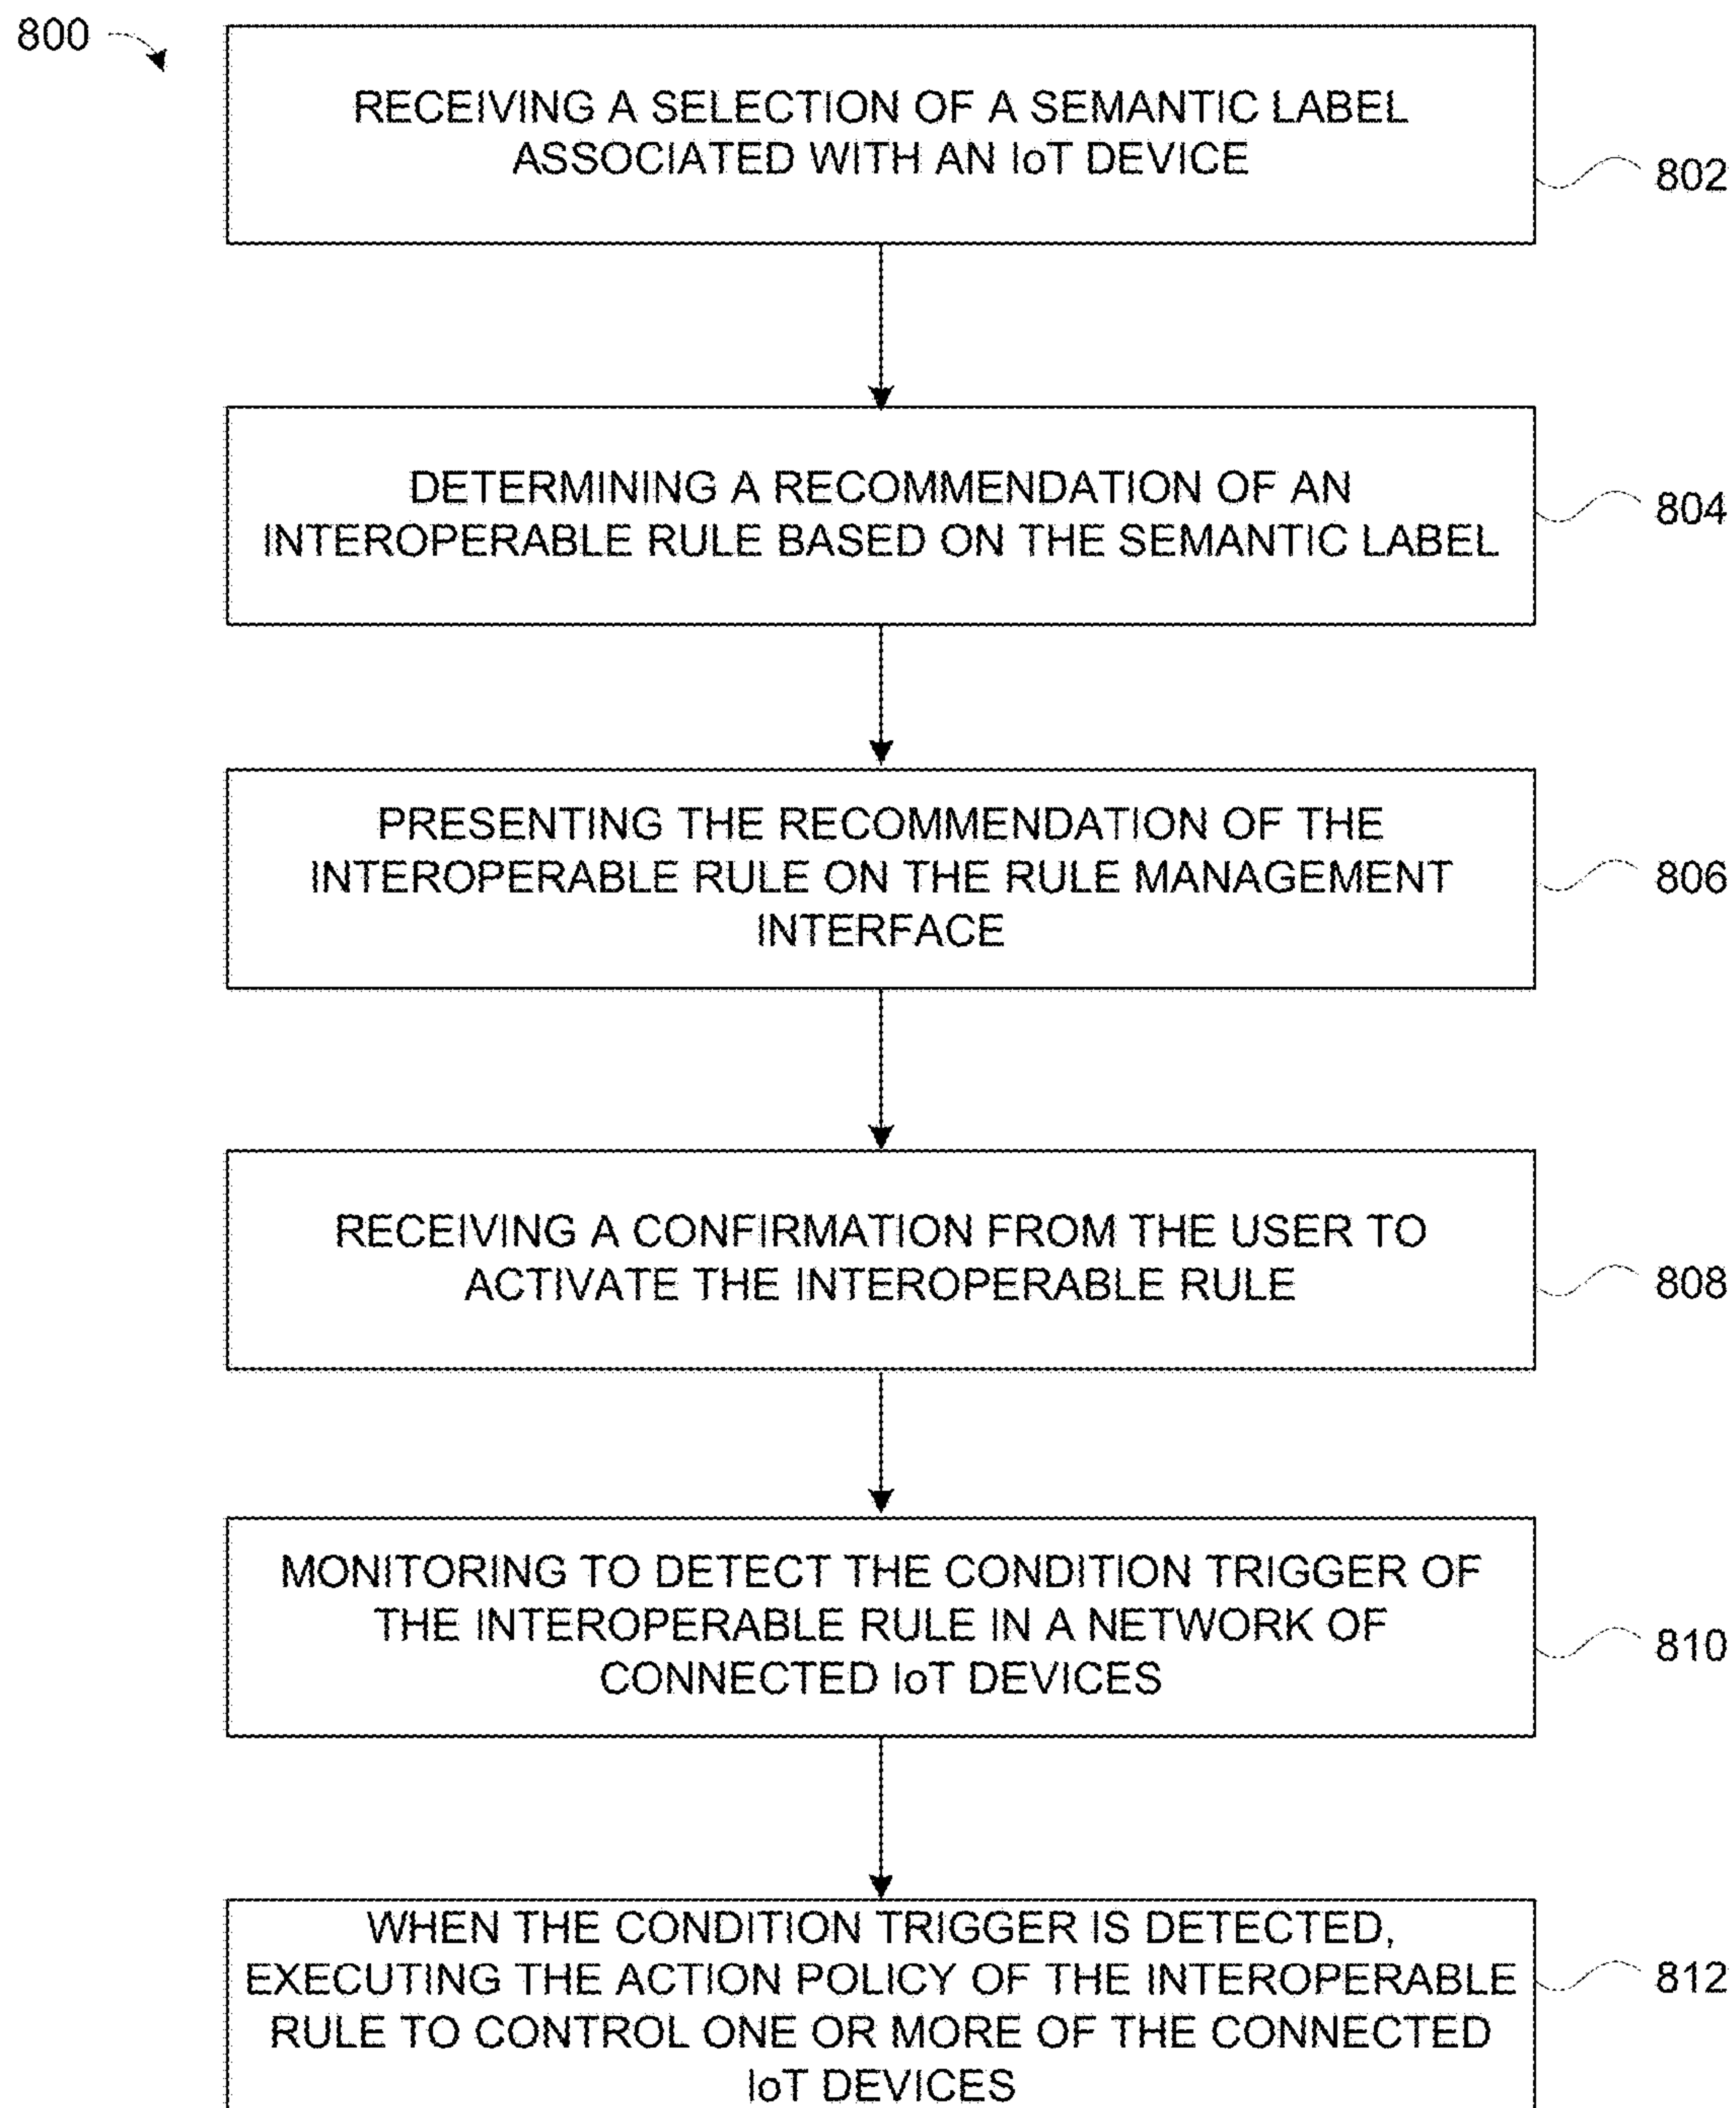 800
RECEIVING A SELECTION OF A SEMANTIC LABEL
ASSOCIATED WITH AN IoT DEVICE
802
DETERMINING A RECOMMENDATION OF AN
INTEROPERABLE RULE BASED ON THE SEMANTIC LABEL
804
PRESENTING THE RECOMMENDATION OF THE
INTEROPERABLE RULE ON THE RULE MANAGEMENT
INTERFACE
806
RECEIVING A CONFIRMATION FROM THE USER TO
ACTIVATE THE INTEROPERABLE RULE
808
MONITORING TO DETECT THE CONDITION TRIGGER OF
THE INTEROPERABLE RULE IN A NETWORK OF
CONNECTED IoT DEVICES
810
WHEN THE CONDITION TRIGGER IS DETECTED,
EXECUTING THE ACTION POLICY OF THE INTEROPERABLE
RULE TO CONTROL ONE OR MORE OF THE CONNECTED
IoT DEVICES
812